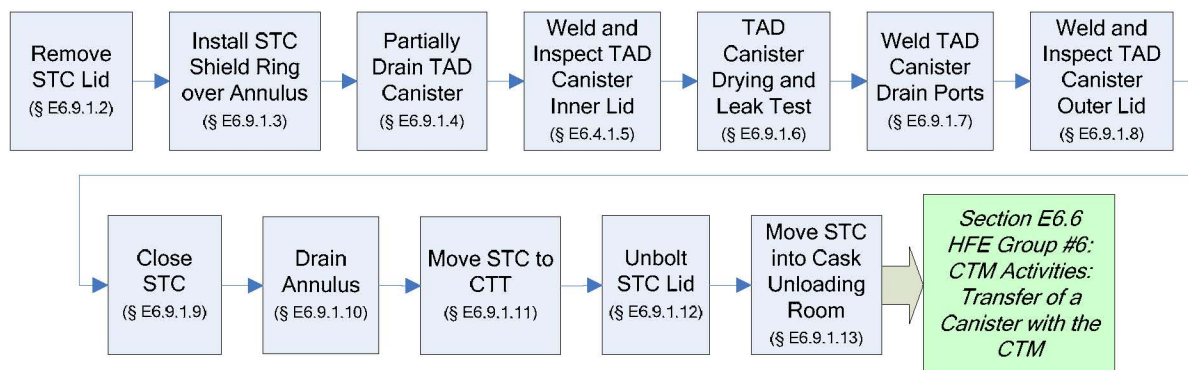 Remove
STC Lid
(§ E6.9.1.2)
Install STC
Shield Ring
over Annulus
(§ E6.9.1.3)
Partially
Drain TAD
Canister
(§ E6.9.1.4)
Weld and
Inspect TAD
Canister
Inner Lid
(§ E6.4.1.5)
TAD
Canister
Drying and
Leak Test
(§ E6.9.1.6)
Weld TAD
Canister
Drain Ports
(§ E6.9.1.7)
Weld and
Inspect TAD
Canister
Outer Lid
(§ E6.9.1.8)
Close
STC
(§ E6.9.1.9)
Drain
Annulus
(§ E6.9.1.10)
Move STC to
CTT
(§ E6.9.1.11)
Unbolt
STC Lid
(§ E6.9.1.12)
Move STC
into Cask
Unloading
Room
(§ E6.9.1.13)
Section E6.6
HFE Group #6:
CTM Activities:
Transfer of a
Canister with the
CTM